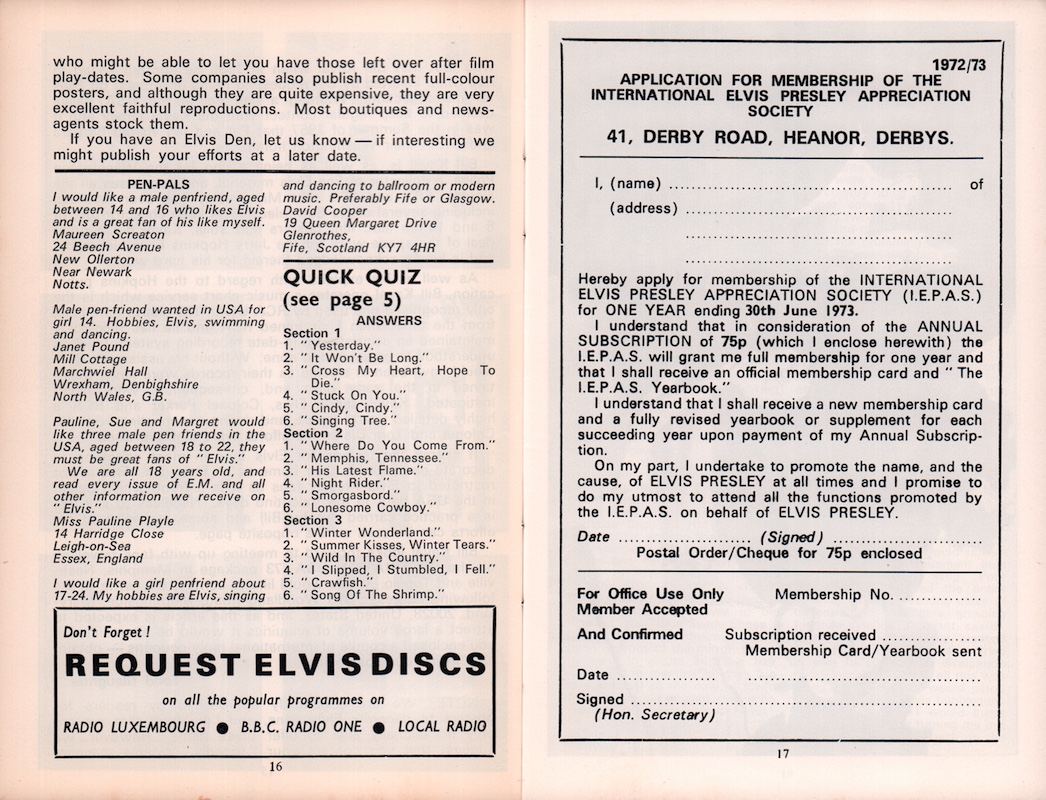 who might be able to let you have those left over after film
play-dates. Some companies also publish recent full-colour
posters, and although they are quite expensive, they are very
excellent faithful reproductions. Most boutiques and news-
agents stock them.
If you have an Elvis Den, let us know — if interesting we
might publish your efforts at a later date.
PEN-PALS
I would like a male penfriend, aged
between 14 and 16 who likes Elvis
and is a great fan of his like myself.
Maureen Screaton
24 Beech Avenue
New Ollerton
Near Newark
Notts.
Male pen-friend wanted in USA for
girl 14. Hobbies, Elvis, swimming
and dancing.
Janet Pound
Mill Cottage
Marchwiel Hall
Wrexham, Denbighshire
North Wales, G.B.
Pauline, Sue and Margret would
like three male pen friends in the
USA, aged between 18 to 22, they
must be great fans of "Elvis."
We are all 18 years old, and
read every issue of E.M. and all
other information we receive on
"Elvis."
Miss Pauline Playle
14 Harridge Close
Leigh-on-Sea
Essex, England
I would like a girl penfriend about
17-24. My hobbies are Elvis, singing
and dancing to ballroom or modern
music. Preferably Fife or Glasgow.
David Cooper
19 Queen Margaret Drive
Glenrothes,
Fife, Scotland KY7 4HR
QUICK QUIZ
(see page 5)
ANSWERS
Section 1
1. "Yesterday."
2. "It Won't Be Long."
3. "Cross My Heart, Hope To
Die."
4. "Stuck On You."
5. "Cindy, Cindy."
6. "Singing Tree."
Section 2
1. "Where Do You Come From."
2. "Memphis, Tennessee."
3. "His Latest Flame."
4. "Night Rider."
5. "Smorgasbord."
6. "Lonesome Cowboy."
Section 3
1. "Winter Wonderland."
2. "Summer Kisses, Winter Tears."
3. "Wild In The Country."
4. "I Slipped, I Stumbled, I Fell."
5. "Crawfish."
6. "Song Of The Shrimp."
Don't Forget!
REQUEST ELVIS DISCS
on all the popular programmes on
RADIO LUXEMBOURG ● B.B.C. RADIO ONE ● LOCAL RADIO
16
1972/73
APPLICATION FOR MEMBERSHIP OF THE
INTERNATIONAL ELVIS PRESLEY APPRECIATION
SOCIETY
41, DERBY ROAD, HEANOR, DERBYS.
I, (name) .......................................... of
(address) ..........................................
..........................................
..........................................
Hereby apply for membership of the INTERNATIONAL
ELVIS PRESLEY APPRECIATION SOCIETY (I.E.P.A.S.)
for ONE YEAR ending 30th June 1973.
I understand that in consideration of the ANNUAL
SUBSCRIPTION of 75p (which I enclose herewith) the
I.E.P.A.S. will grant me full membership for one year and
that I shall receive an official membership card and "The
I.E.P.A.S. Yearbook."
I understand that I shall receive a new membership card
and a fully revised yearbook or supplement for each
succeeding year upon payment of my Annual Subscrip-
tion.
On my part, I undertake to promote the name, and the
cause, of ELVIS PRESLEY at all times and I promise to
do my utmost to attend all the functions promoted by
the I.E.P.A.S. on behalf of ELVIS PRESLEY.
Date ..................... (Signed) .....................
Postal Order/Cheque for 75p enclosed
For Office Use Only Membership No. .............
Member Accepted
And Confirmed Subscription received ...............
Membership Card/Yearbook sent
Date ............... ...................................
Signed ..................................................
(Hon. Secretary)
17